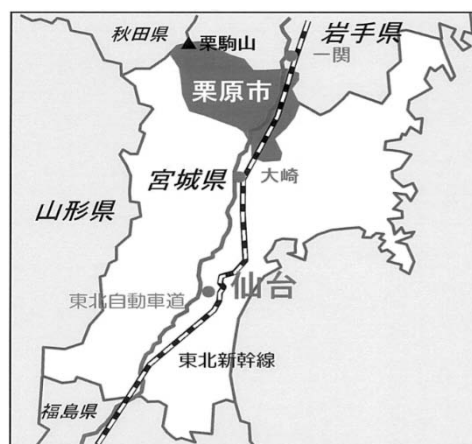 秋田県
岩手県
栗駒山
一関
栗原市
宮城県
大崎
山形県
仙台
東北自動車道
東北新幹線
福島県